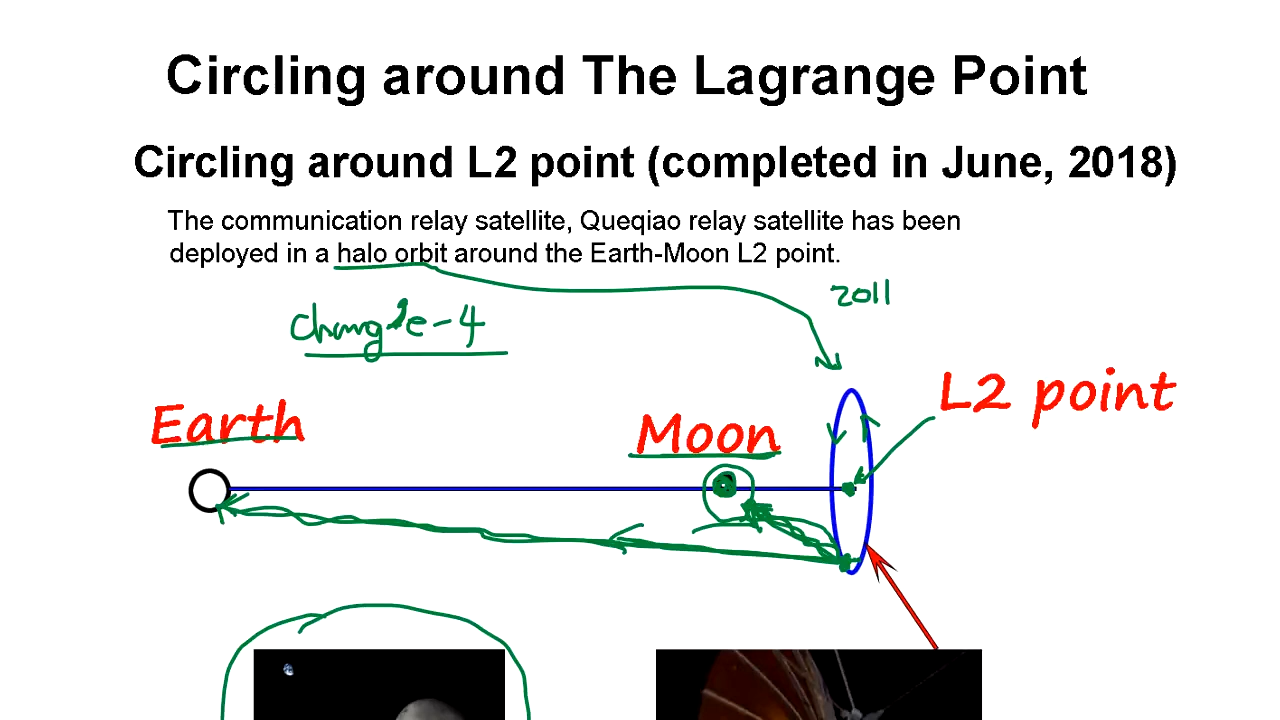 Circling around The Lagrange Point
Circling around L2 point (completed in June, 2018)
The communication relay satellite, Queqiao relay satellite has been
deployed in a halo orbit around the Earth-Moon L2 point.
2011
Chang'e-4
L2 point
Earth
Moon